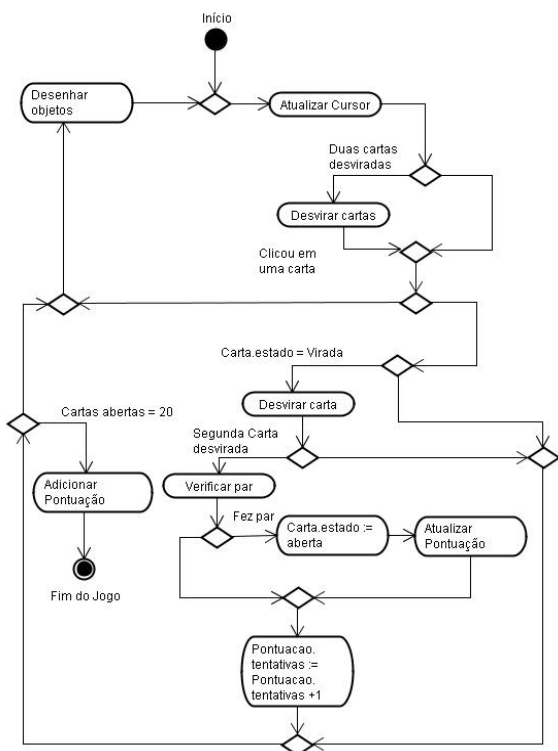 Início
Desenhar
objetos
Atualizar Cursor
Duas cartas
desviradas
Desvirar cartas
Clicou em
uma carta
Carta.estado = Virada
Desvirar carta
Cartas abertas = 20
Segunda Carta
desvirada
Adicionar
Pontuação
Verificar par
Fez par
Carta.estado :=
aberta
Atualizar
Pontuação
Fim do Jogo
Pontuacao.
tentativas :=
Pontuacao.
tentativas +1